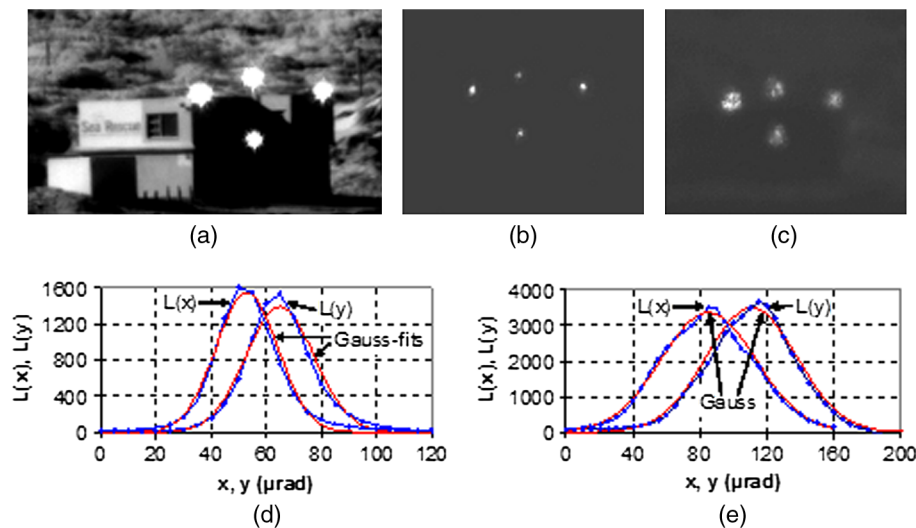 Sea Rescue
(a)
(b)
(c)
L(x), L(y)
1600
1200
800
400
0
L(x)
L(y)
Gauss-fits
0 20 40 60 80 100 120
x, y (µrad)
(d)
L(x), L(y)
4000
3000
2000
1000
0
L(x)
L(y)
Gauss
0 40 80 120 160 200
x, y (µrad)
(e)